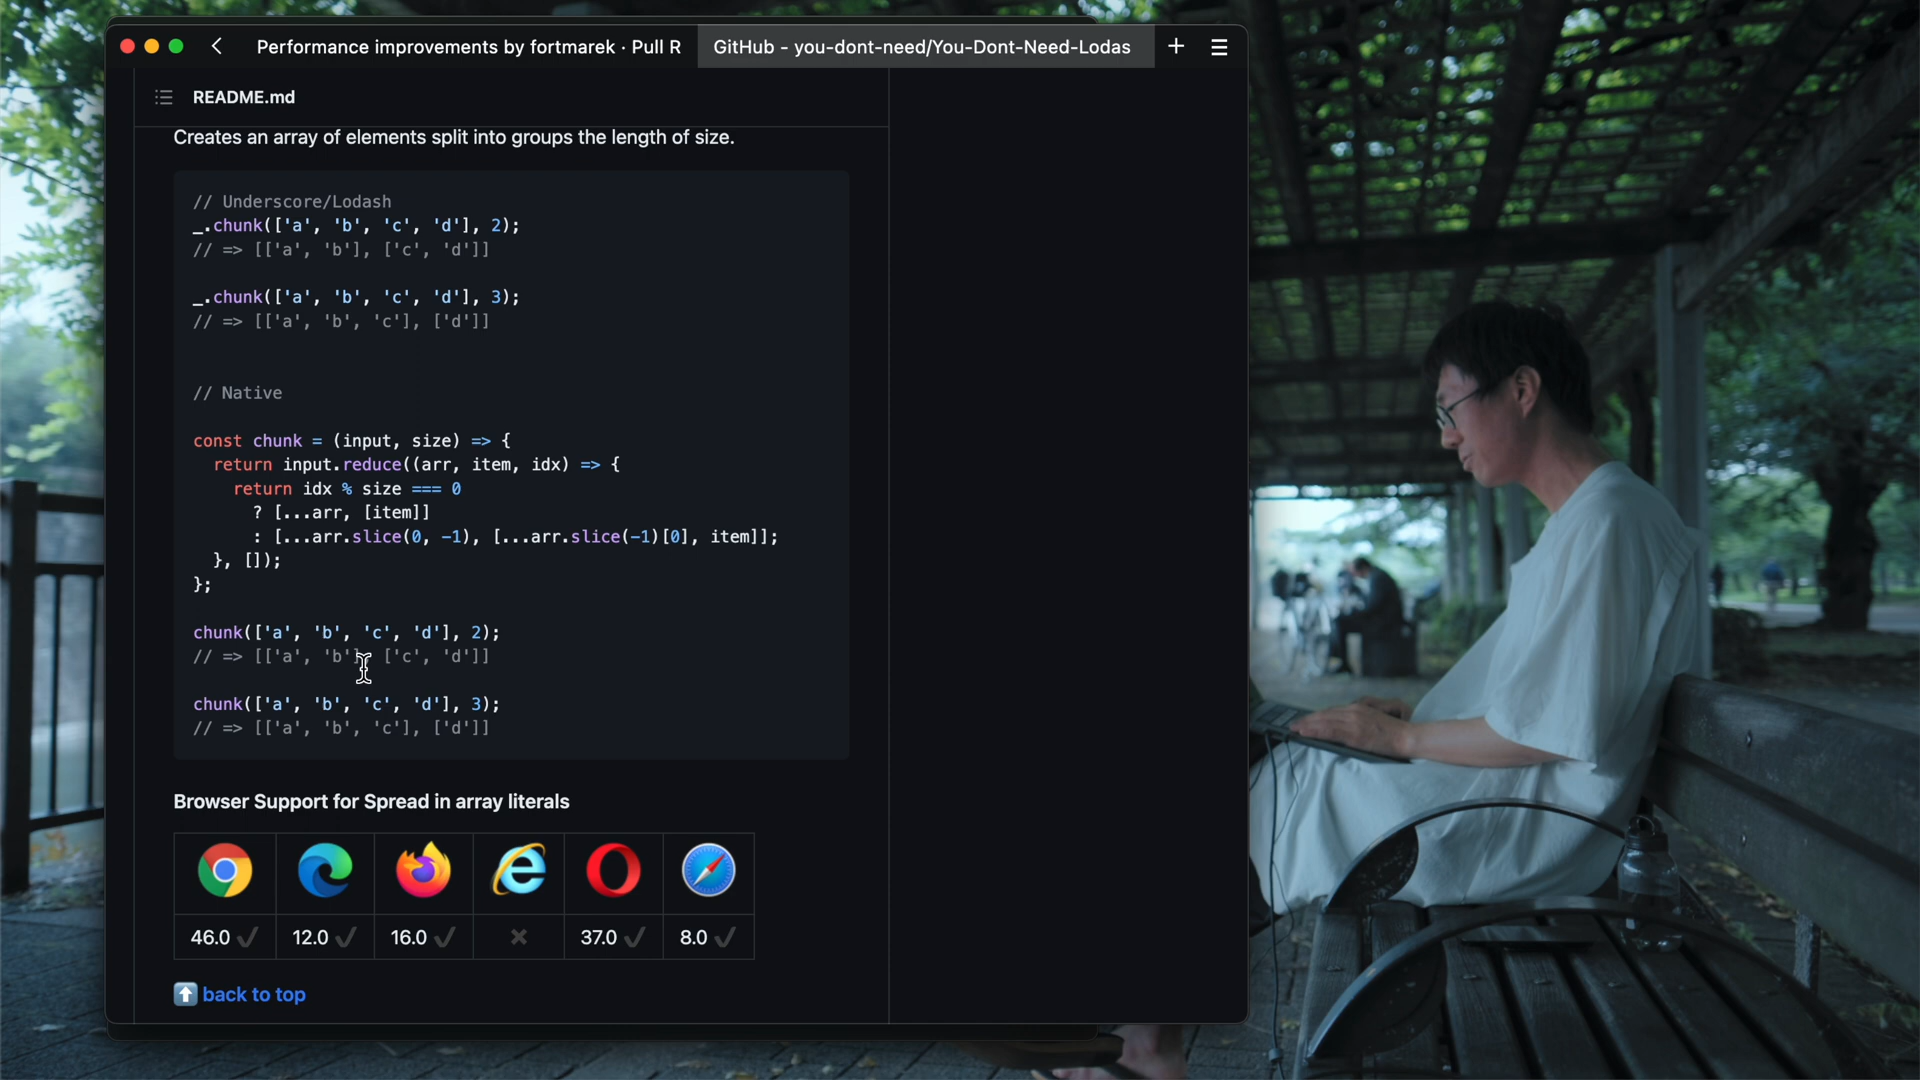 Performance improvements by fortmarek · Pull R
GitHub - you-dont-need/You-Dont-Need-Lodas
README.md
Creates an array of elements split into groups the length of size.
// Underscore/Lodash
_.chunk(['a', 'b', 'c', 'd'], 2);
// => [['a', 'b'], ['c', 'd']]
_.chunk(['a', 'b', 'c', 'd'], 3);
// => [['a', 'b', 'c'], ['d']]
// Native
const chunk = (input, size) => {
return input.reduce((arr, item, idx) => {
return idx % size === 0
? [...arr, [item]]
: [...arr.slice(0, -1), [...arr.slice(-1)[0], item]];
}, []);
};
chunk(['a', 'b', 'c', 'd'], 2);
// => [['a', 'b'], ['c', 'd']]
chunk(['a', 'b', 'c', 'd'], 3);
// => [['a', 'b', 'c'], ['d']]
Browser Support for Spread in array literals
46.0 ✔ 12.0 ✔ 16.0 ✔ ✖ 37.0 ✔ 8.0 ✔
back to top